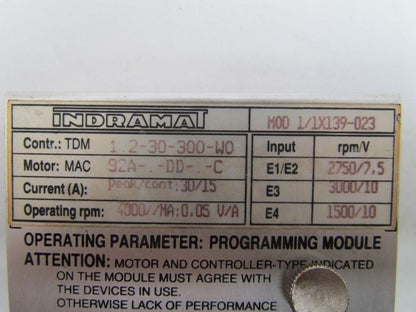 INDRAMAT MOD 1/1X139-023
Contr.: TDM 1.2-30-300-W0 Input rpm/V
Motor: MAC 92A-.-DD-.-C E1/E2 2750/7,5
Current (A): peak/cont:30/15 E3 3000/10
Operating rpm: 4500//MA:0,05 V/A E4 1500/10
OPERATING PARAMETER: PROGRAMMING MODULE
ATTENTION: MOTOR AND CONTROLLER-TYPE INDICATED
ON THE MODULE MUST AGREE WITH
THE DEVICES IN USE.
OTHERWISE LACK OF PERFORMANCE